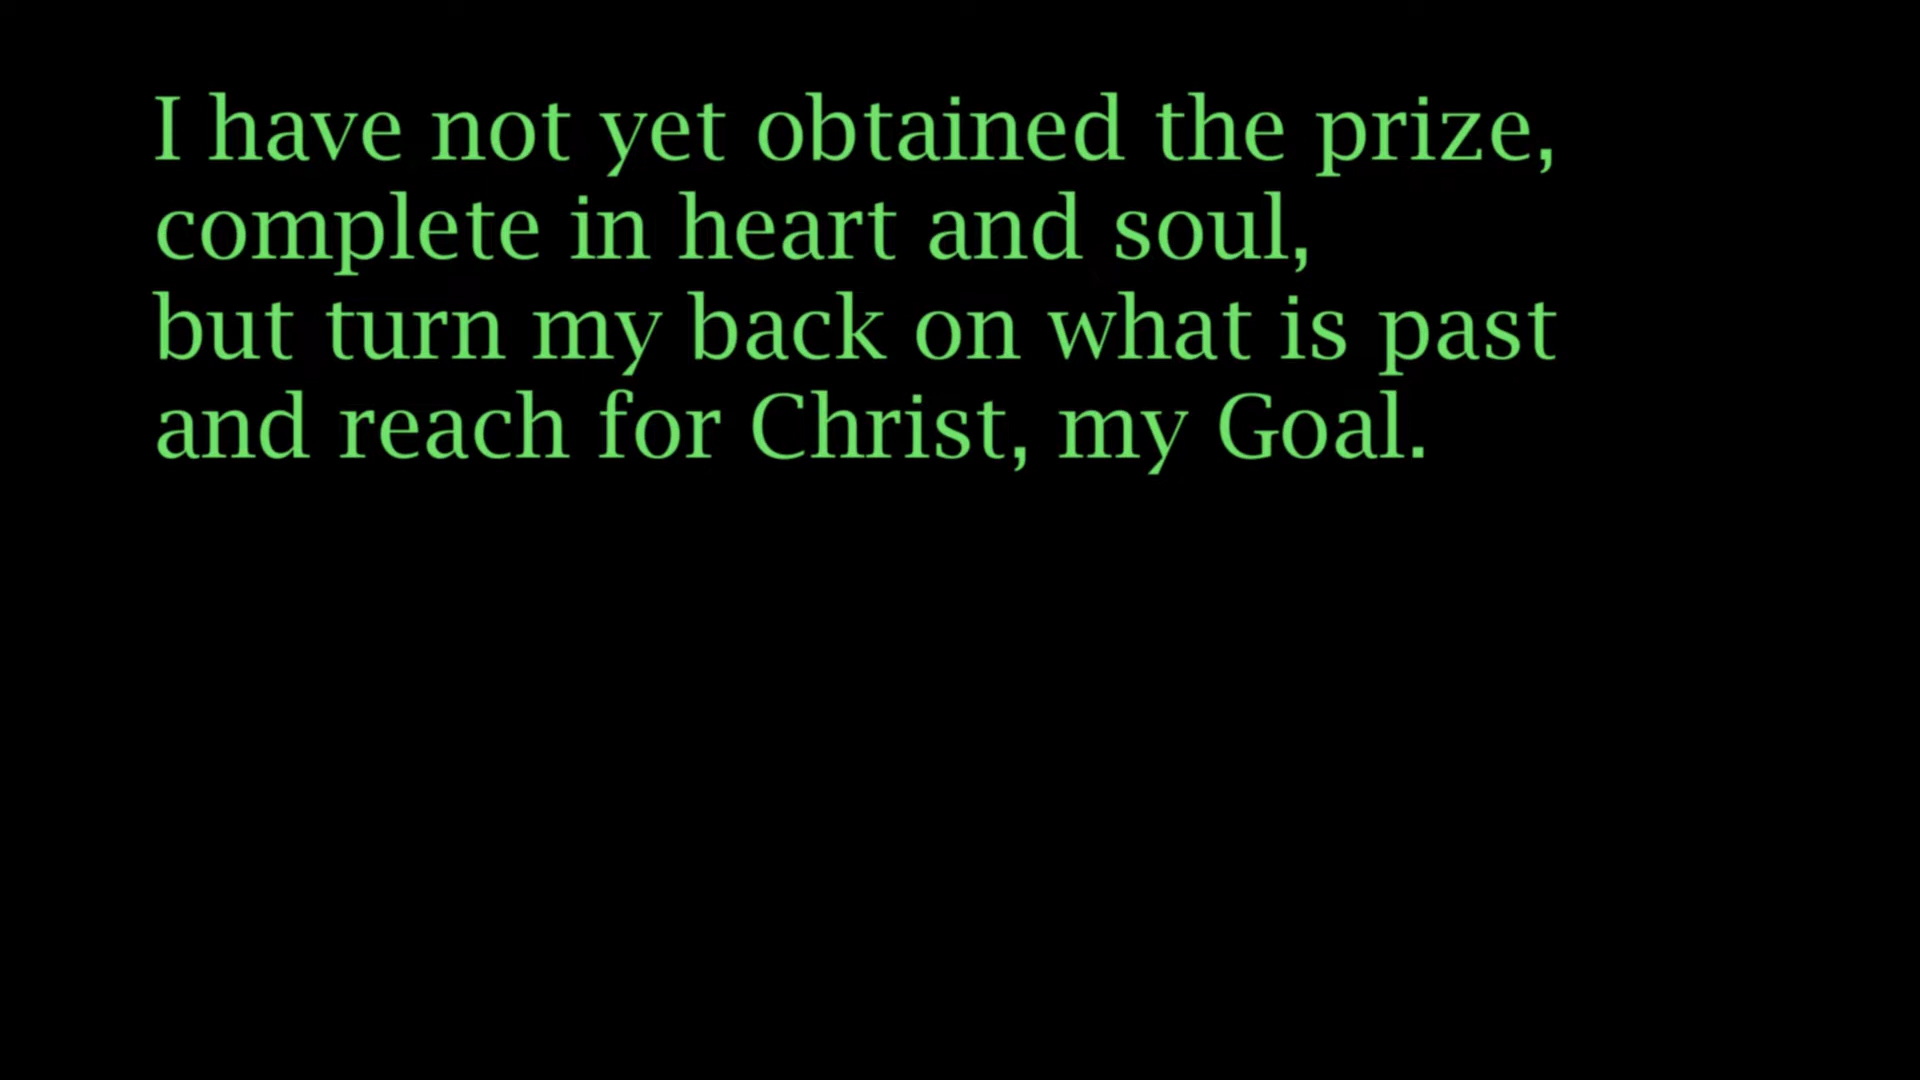 I have not yet obtained the prize,
complete in heart and soul,
but turn my back on what is past
and reach for Christ, my Goal.